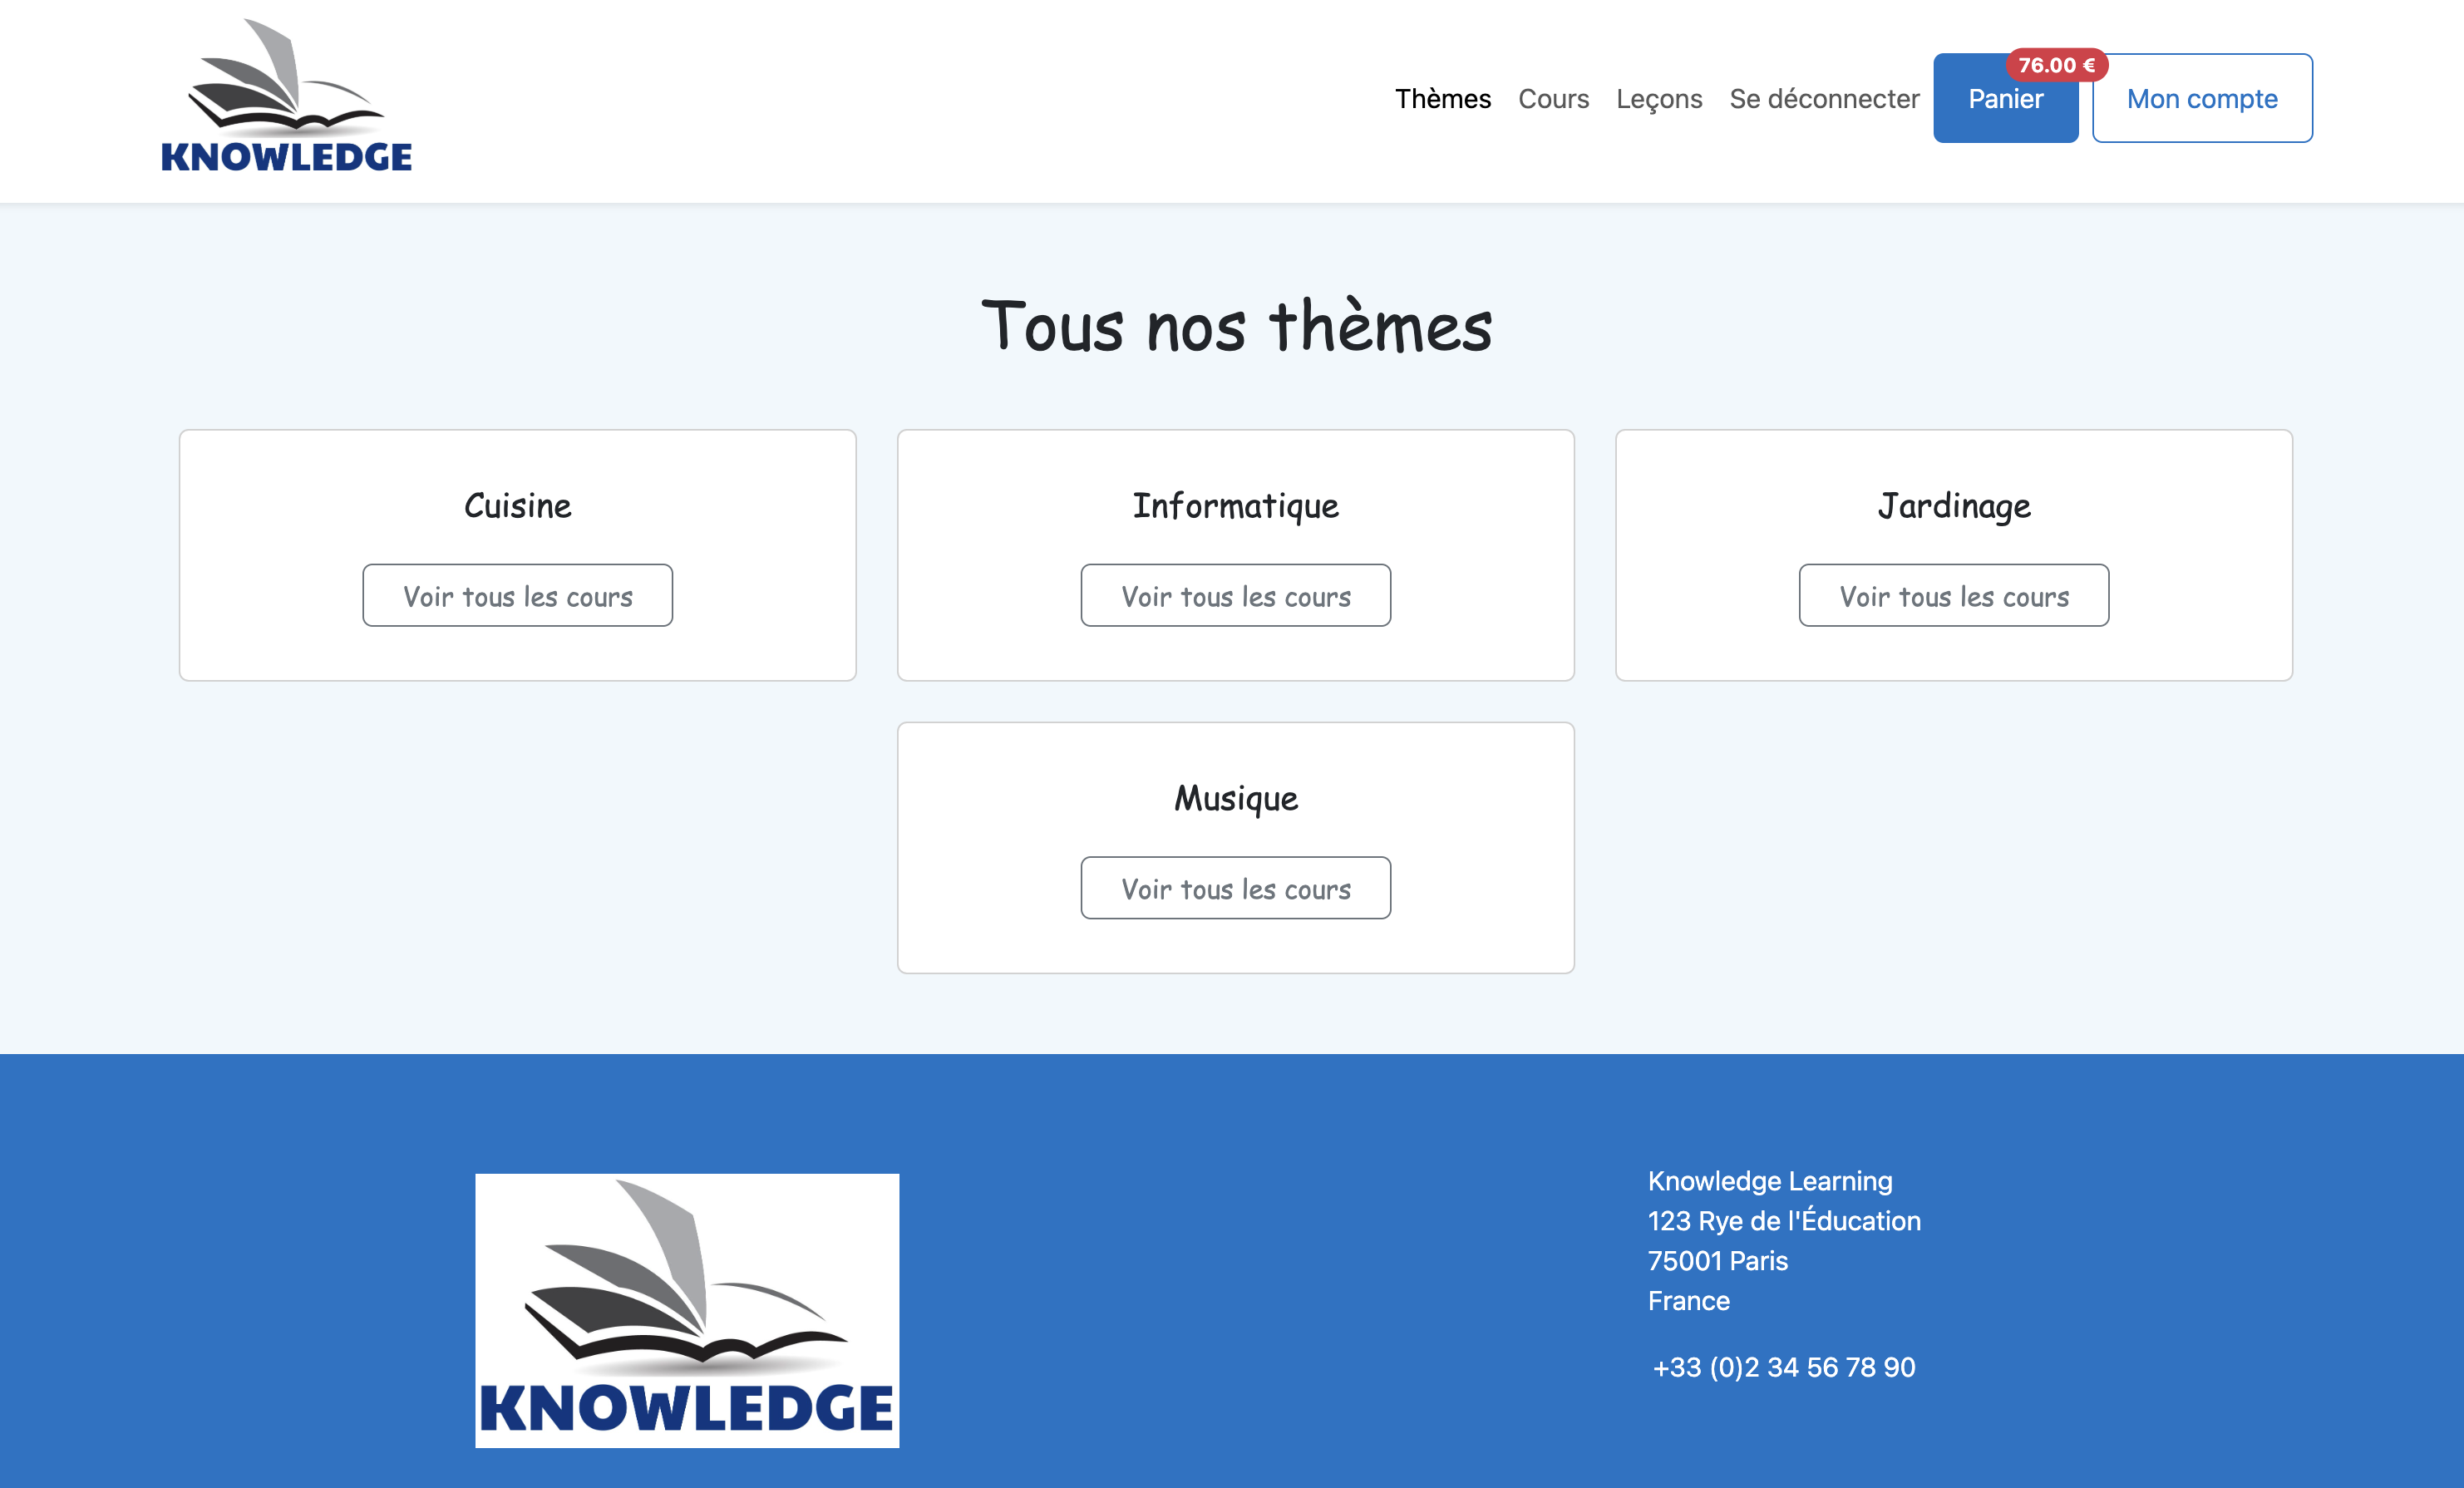 KNOWLEDGE
Thèmes Cours Leçons Se déconnecter Panier 76.00 € Mon compte
Tous nos thèmes
Cuisine
Voir tous les cours
Informatique
Voir tous les cours
Jardinage
Voir tous les cours
Musique
Voir tous les cours
KNOWLEDGE
Knowledge Learning
123 Rye de l'Éducation
75001 Paris
France
+33 (0)2 34 56 78 90